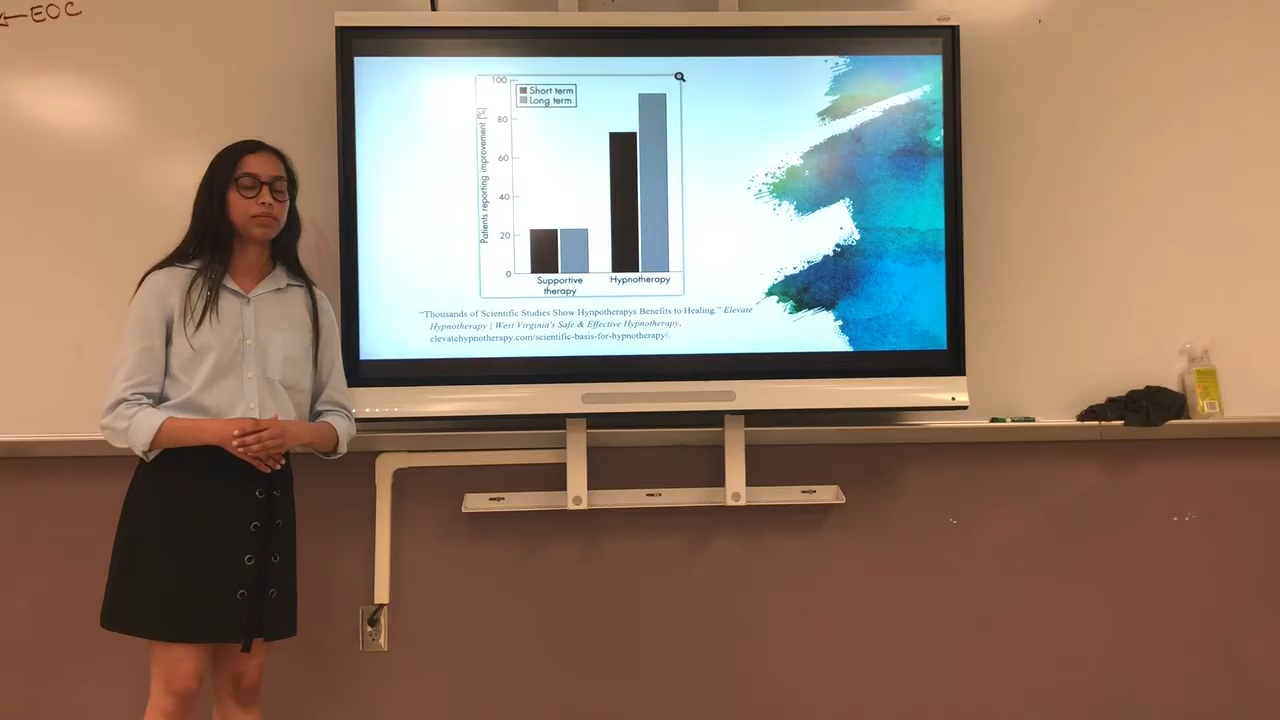 ←EOC
100
Short term
Long term
80
60
40
20
0
Patients reporting improvement [%]
Supportive
therapy
Hypnotherapy
“Thousands of Scientific Studies Show Hynpotherapys Benefits to Healing.” Elevate
Hypnotherapy | West Virginia's Safe & Effective Hypnotherapy,
elevatehypnotherapy.com/scientific-basis-for-hypnotherapy/.